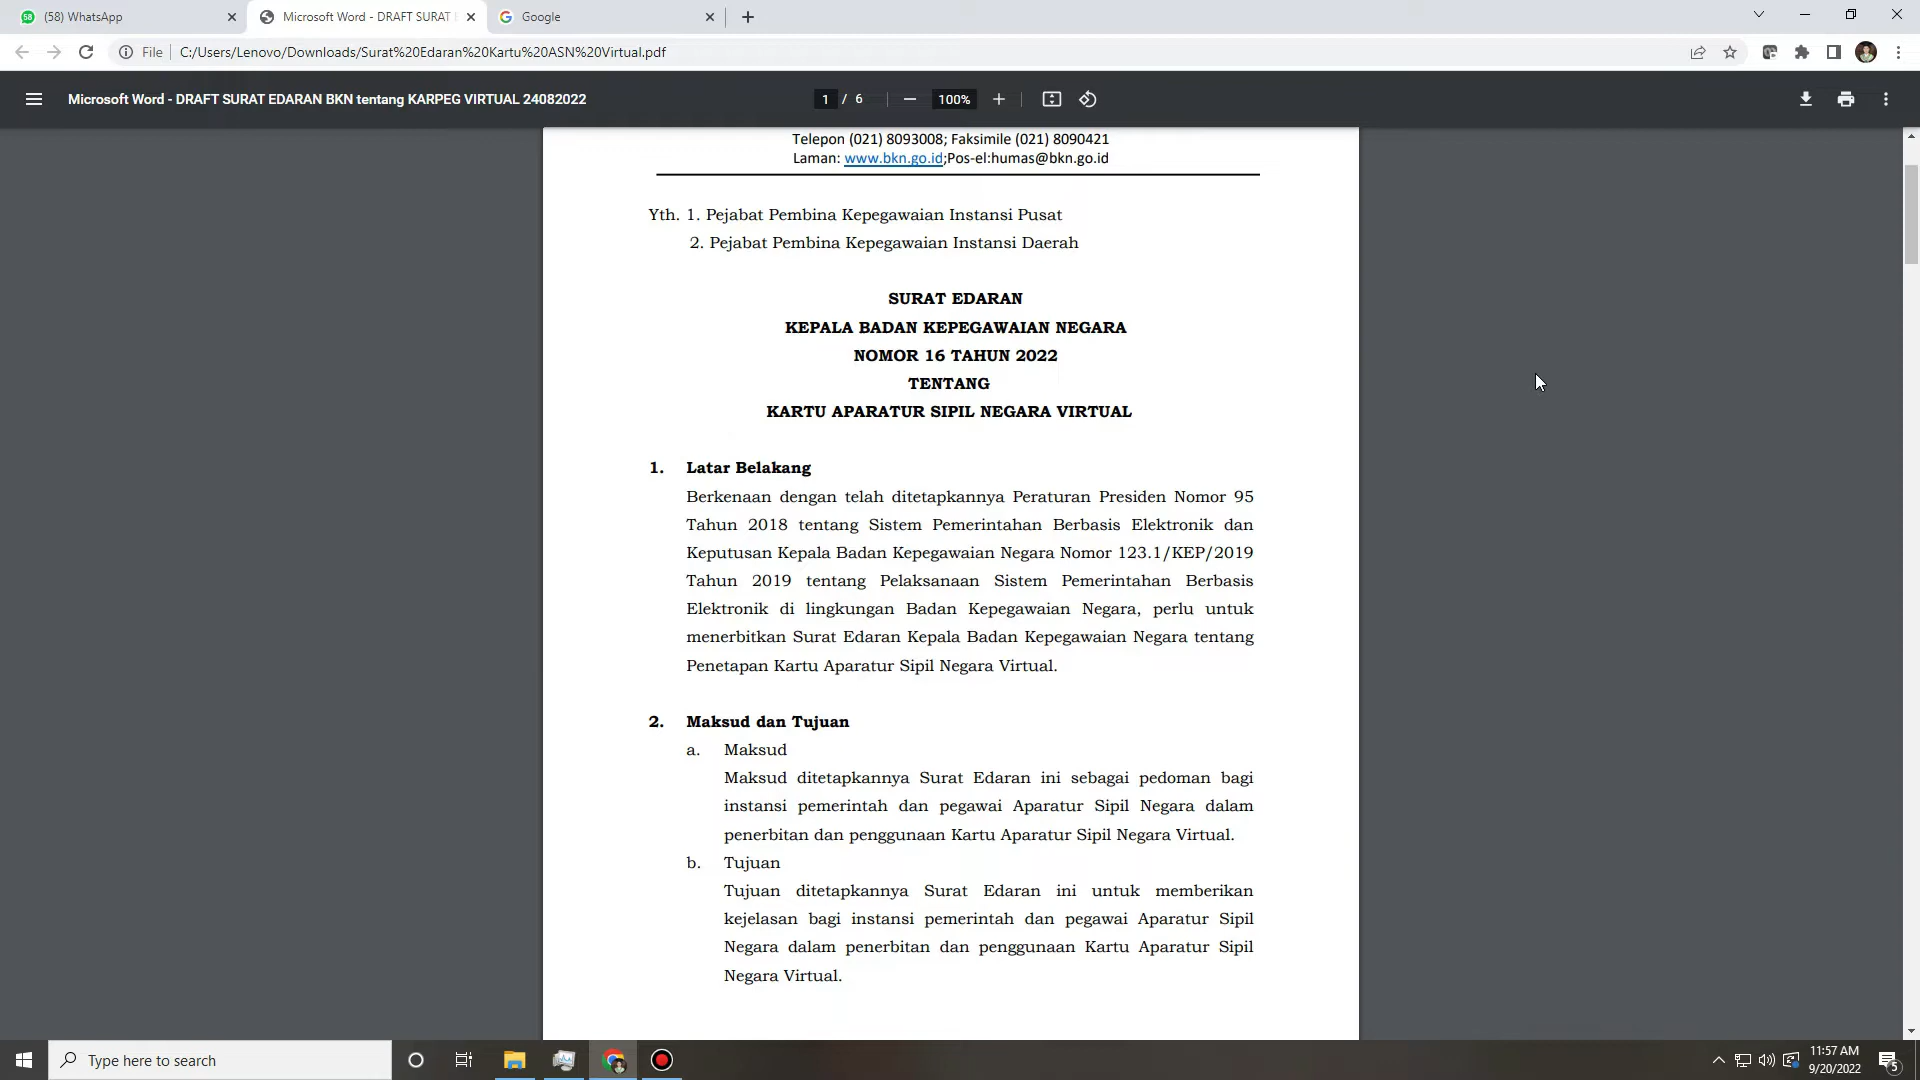 (58) WhatsApp
Microsoft Word - DRAFT SURAT E
Google
File
C:/Users/Lenovo/Downloads/Surat%20Edaran%20Kartu%20ASN%20Virtual.pdf
Microsoft Word - DRAFT SURAT EDARAN BKN tentang KARPEG VIRTUAL 24082022
1 / 6
100%
Telepon (021) 8093008; Faksimile (021) 8090421
Laman: www.bkn.go.id;Pos-el:humas@bkn.go.id
Yth. 1. Pejabat Pembina Kepegawaian Instansi Pusat
2. Pejabat Pembina Kepegawaian Instansi Daerah
SURAT EDARAN
KEPALA BADAN KEPEGAWAIAN NEGARA
NOMOR 16 TAHUN 2022
TENTANG
KARTU APARATUR SIPIL NEGARA VIRTUAL
1. Latar Belakang
Berkenaan dengan telah ditetapkannya Peraturan Presiden Nomor 95
Tahun 2018 tentang Sistem Pemerintahan Berbasis Elektronik dan
Keputusan Kepala Badan Kepegawaian Negara Nomor 123.1/KEP/2019
Tahun 2019 tentang Pelaksanaan Sistem Pemerintahan Berbasis
Elektronik di lingkungan Badan Kepegawaian Negara, perlu untuk
menerbitkan Surat Edaran Kepala Badan Kepegawaian Negara tentang
Penetapan Kartu Aparatur Sipil Negara Virtual.
2. Maksud dan Tujuan
a. Maksud
Maksud ditetapkannya Surat Edaran ini sebagai pedoman bagi
instansi pemerintah dan pegawai Aparatur Sipil Negara dalam
penerbitan dan penggunaan Kartu Aparatur Sipil Negara Virtual.
b. Tujuan
Tujuan ditetapkannya Surat Edaran ini untuk memberikan
kejelasan bagi instansi pemerintah dan pegawai Aparatur Sipil
Negara dalam penerbitan dan penggunaan Kartu Aparatur Sipil
Negara Virtual.
Type here to search
11:57 AM
9/20/2022
5